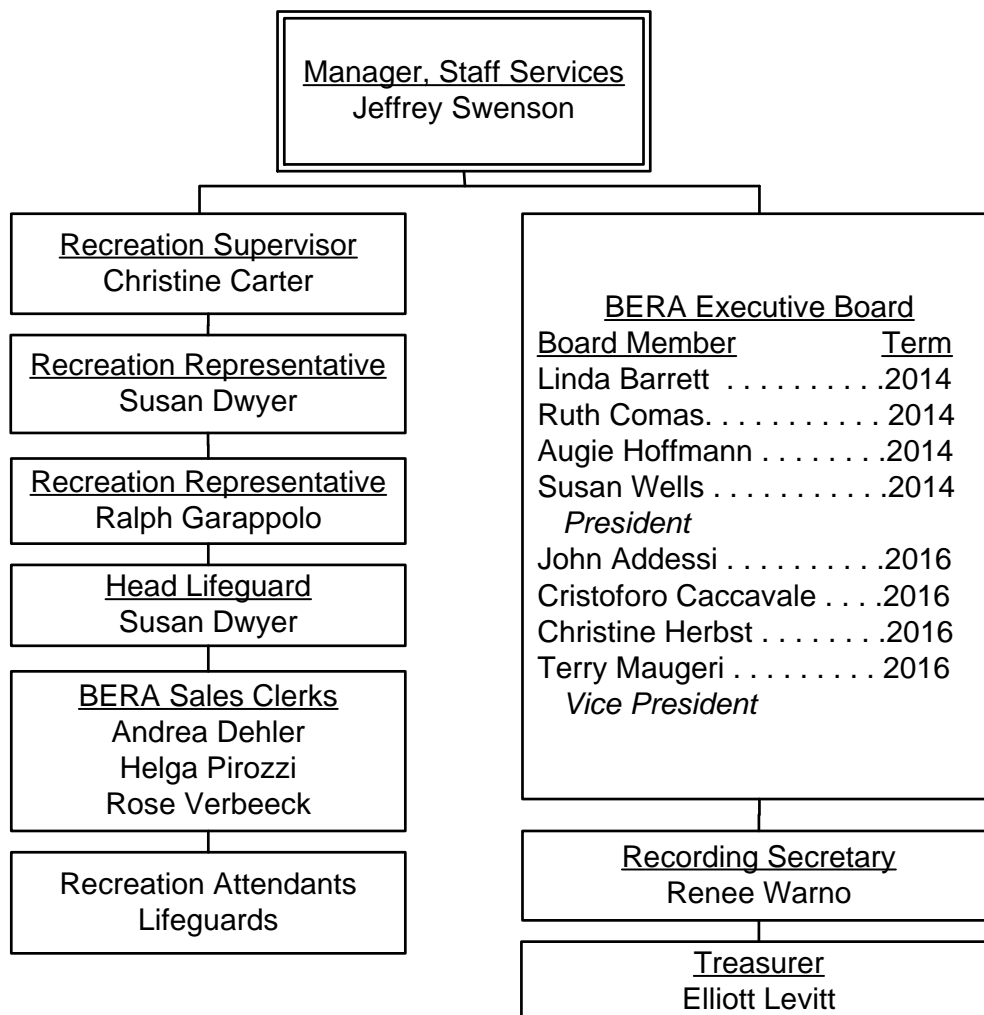 Manager, Staff Services
Jeffrey Swenson
Recreation Supervisor
Christine Carter
Recreation Representative
Susan Dwyer
Recreation Representative
Ralph Garappolo
Head Lifeguard
Susan Dwyer
BERA Sales Clerks
Andrea Dehler
Helga Pirozzi
Rose Verbeeck
Recreation Attendants
Lifeguards
BERA Executive Board
Board Member Term
Linda Barrett . . . . . . . . . .2014
Ruth Comas. . . . . . . . . . . 2014
Augie Hoffmann . . . . . . . .2014
Susan Wells . . . . . . . . . . .2014
President
John Addessi . . . . . . . . . .2016
Cristoforo Caccavale . . . .2016
Christine Herbst . . . . . . . .2016
Terry Maugeri . . . . . . . . . 2016
Vice President
Recording Secretary
Renee Warno
Treasurer
Elliott Levitt